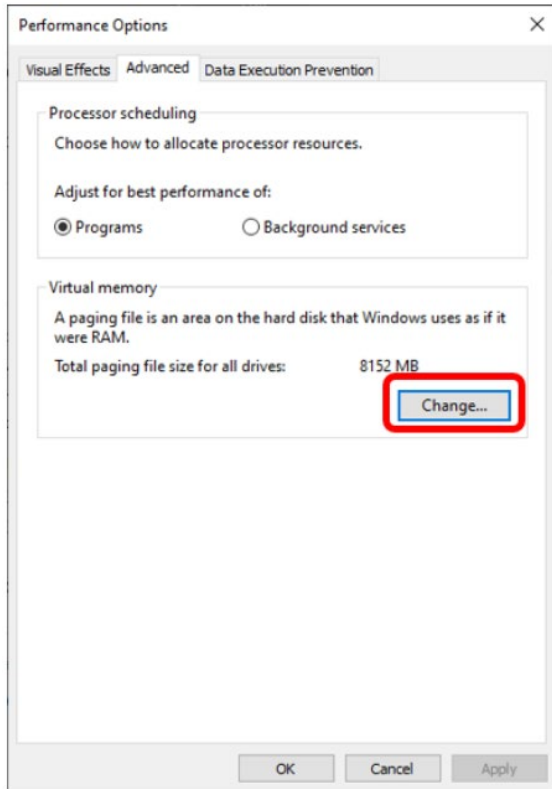 Performance Options
Visual Effects Advanced Data Execution Prevention
Processor scheduling
Choose how to allocate processor resources.
Adjust for best performance of:
Programs Background services
Virtual memory
A paging file is an area on the hard disk that Windows uses as if it
were RAM.
Total paging file size for all drives: 8152 MB
Change...
OK Cancel Apply